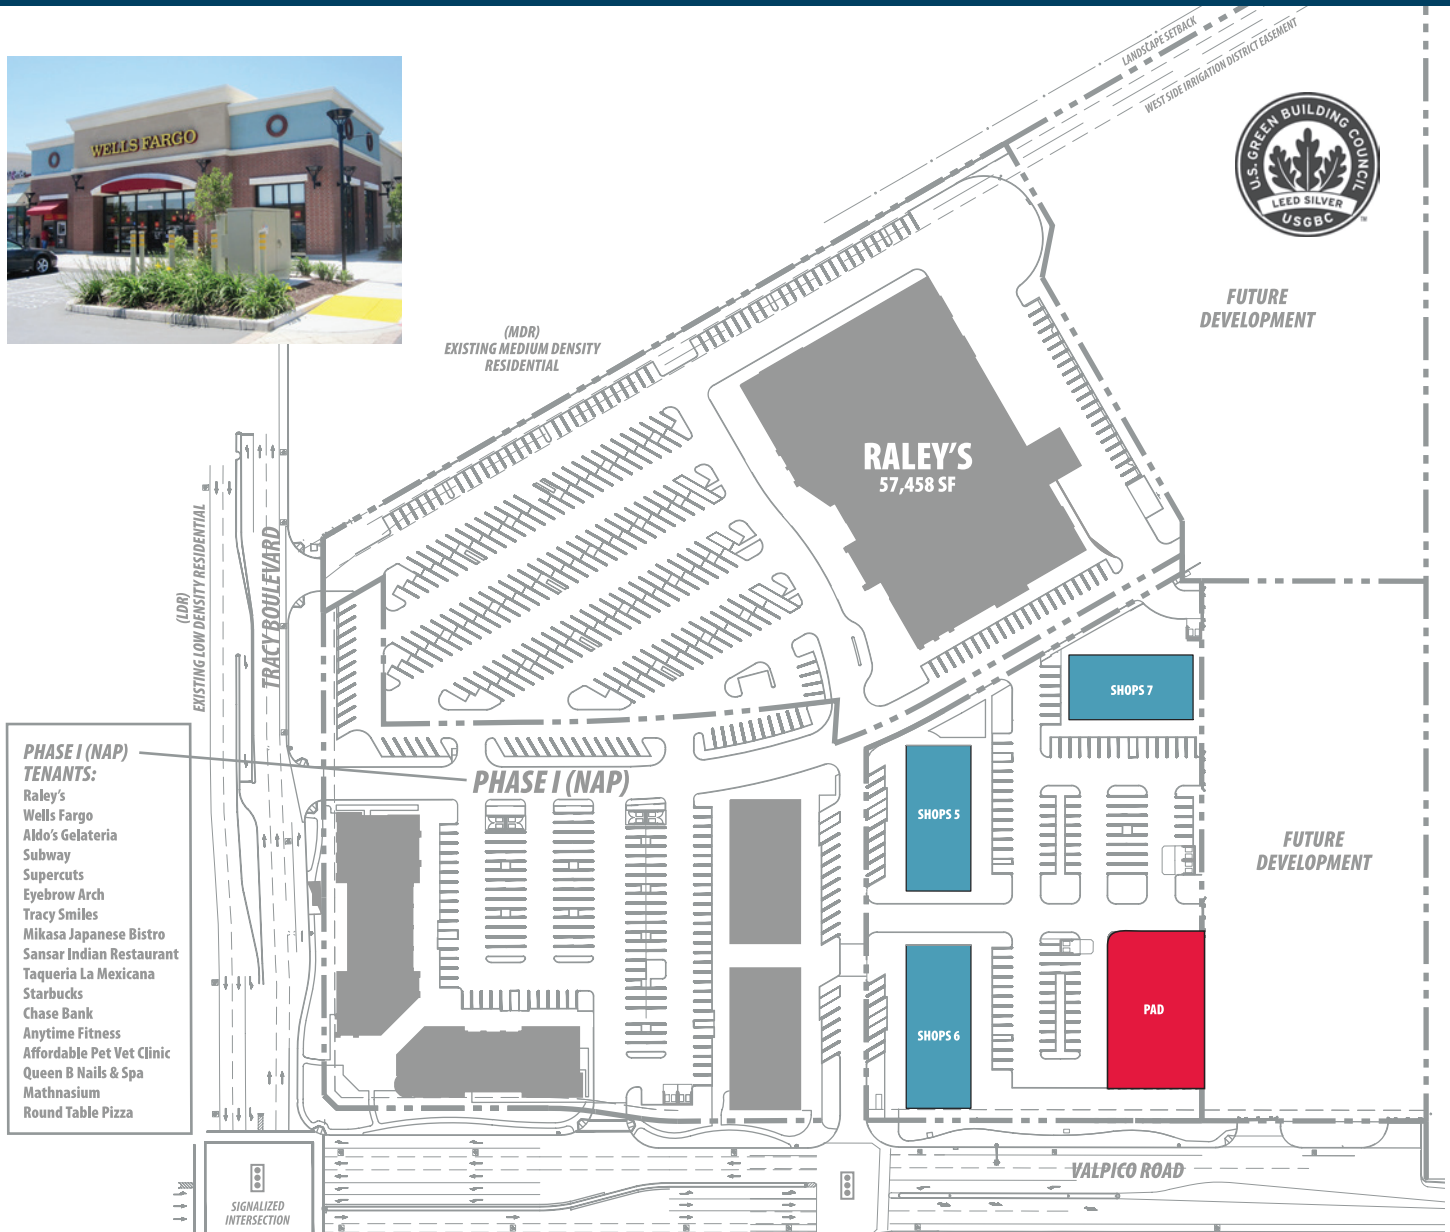 LANDSCAPE SETBACK
WEST SIDE IRRIGATION DISTRICT EASEMENT
WELLS FARGO
U.S. GREEN BUILDING COUNCIL
LEED SILVER
USGBC
TM
FUTURE
DEVELOPMENT
(MDR)
EXISTING MEDIUM DENSITY
RESIDENTIAL
RALEY'S
57,458 SF
(LDR)
EXISTING LOW DENSITY RESIDENTIAL
TRACY BOULEVARD
SHOPS 7
PHASE I (NAP)
TENANTS:
Raley's
Wells Fargo
Aldo's Gelateria
Subway
Supercuts
Eyebrow Arch
Tracy Smiles
Mikasa Japanese Bistro
Sansar Indian Restaurant
Taqueria La Mexicana
Starbucks
Chase Bank
Anytime Fitness
Affordable Pet Vet Clinic
Queen B Nails & Spa
Mathnasium
Round Table Pizza
PHASE I (NAP)
SHOPS 5
FUTURE
DEVELOPMENT
SHOPS 6
PAD
VALPICO ROAD
SIGNALIZED
INTERSECTION